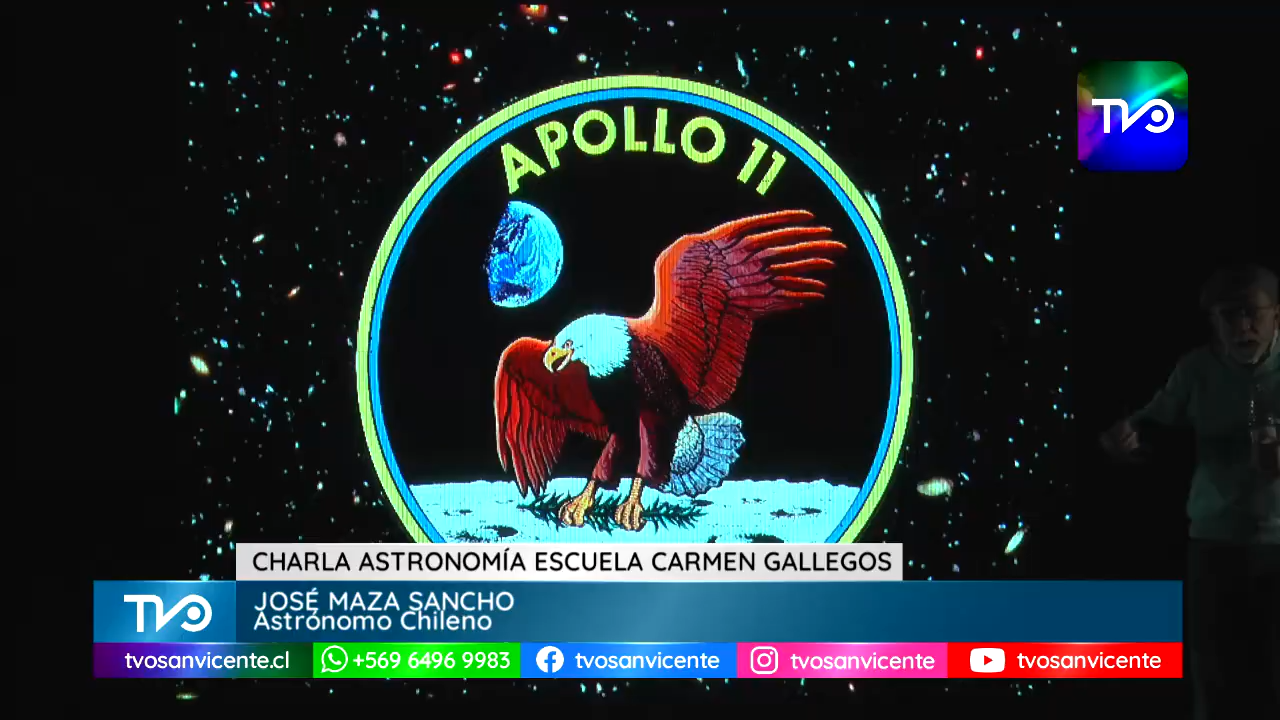 APOLLO 11
TVO
CHARLA ASTRONOMÍA ESCUELA CARMEN GALLEGOS
TVO
JOSÉ MAZA SANCHO
Astrónomo Chileno
tvosanvicente.cl
+569 6496 9983
tvosanvicente
tvosanvicente
tvosanvicente